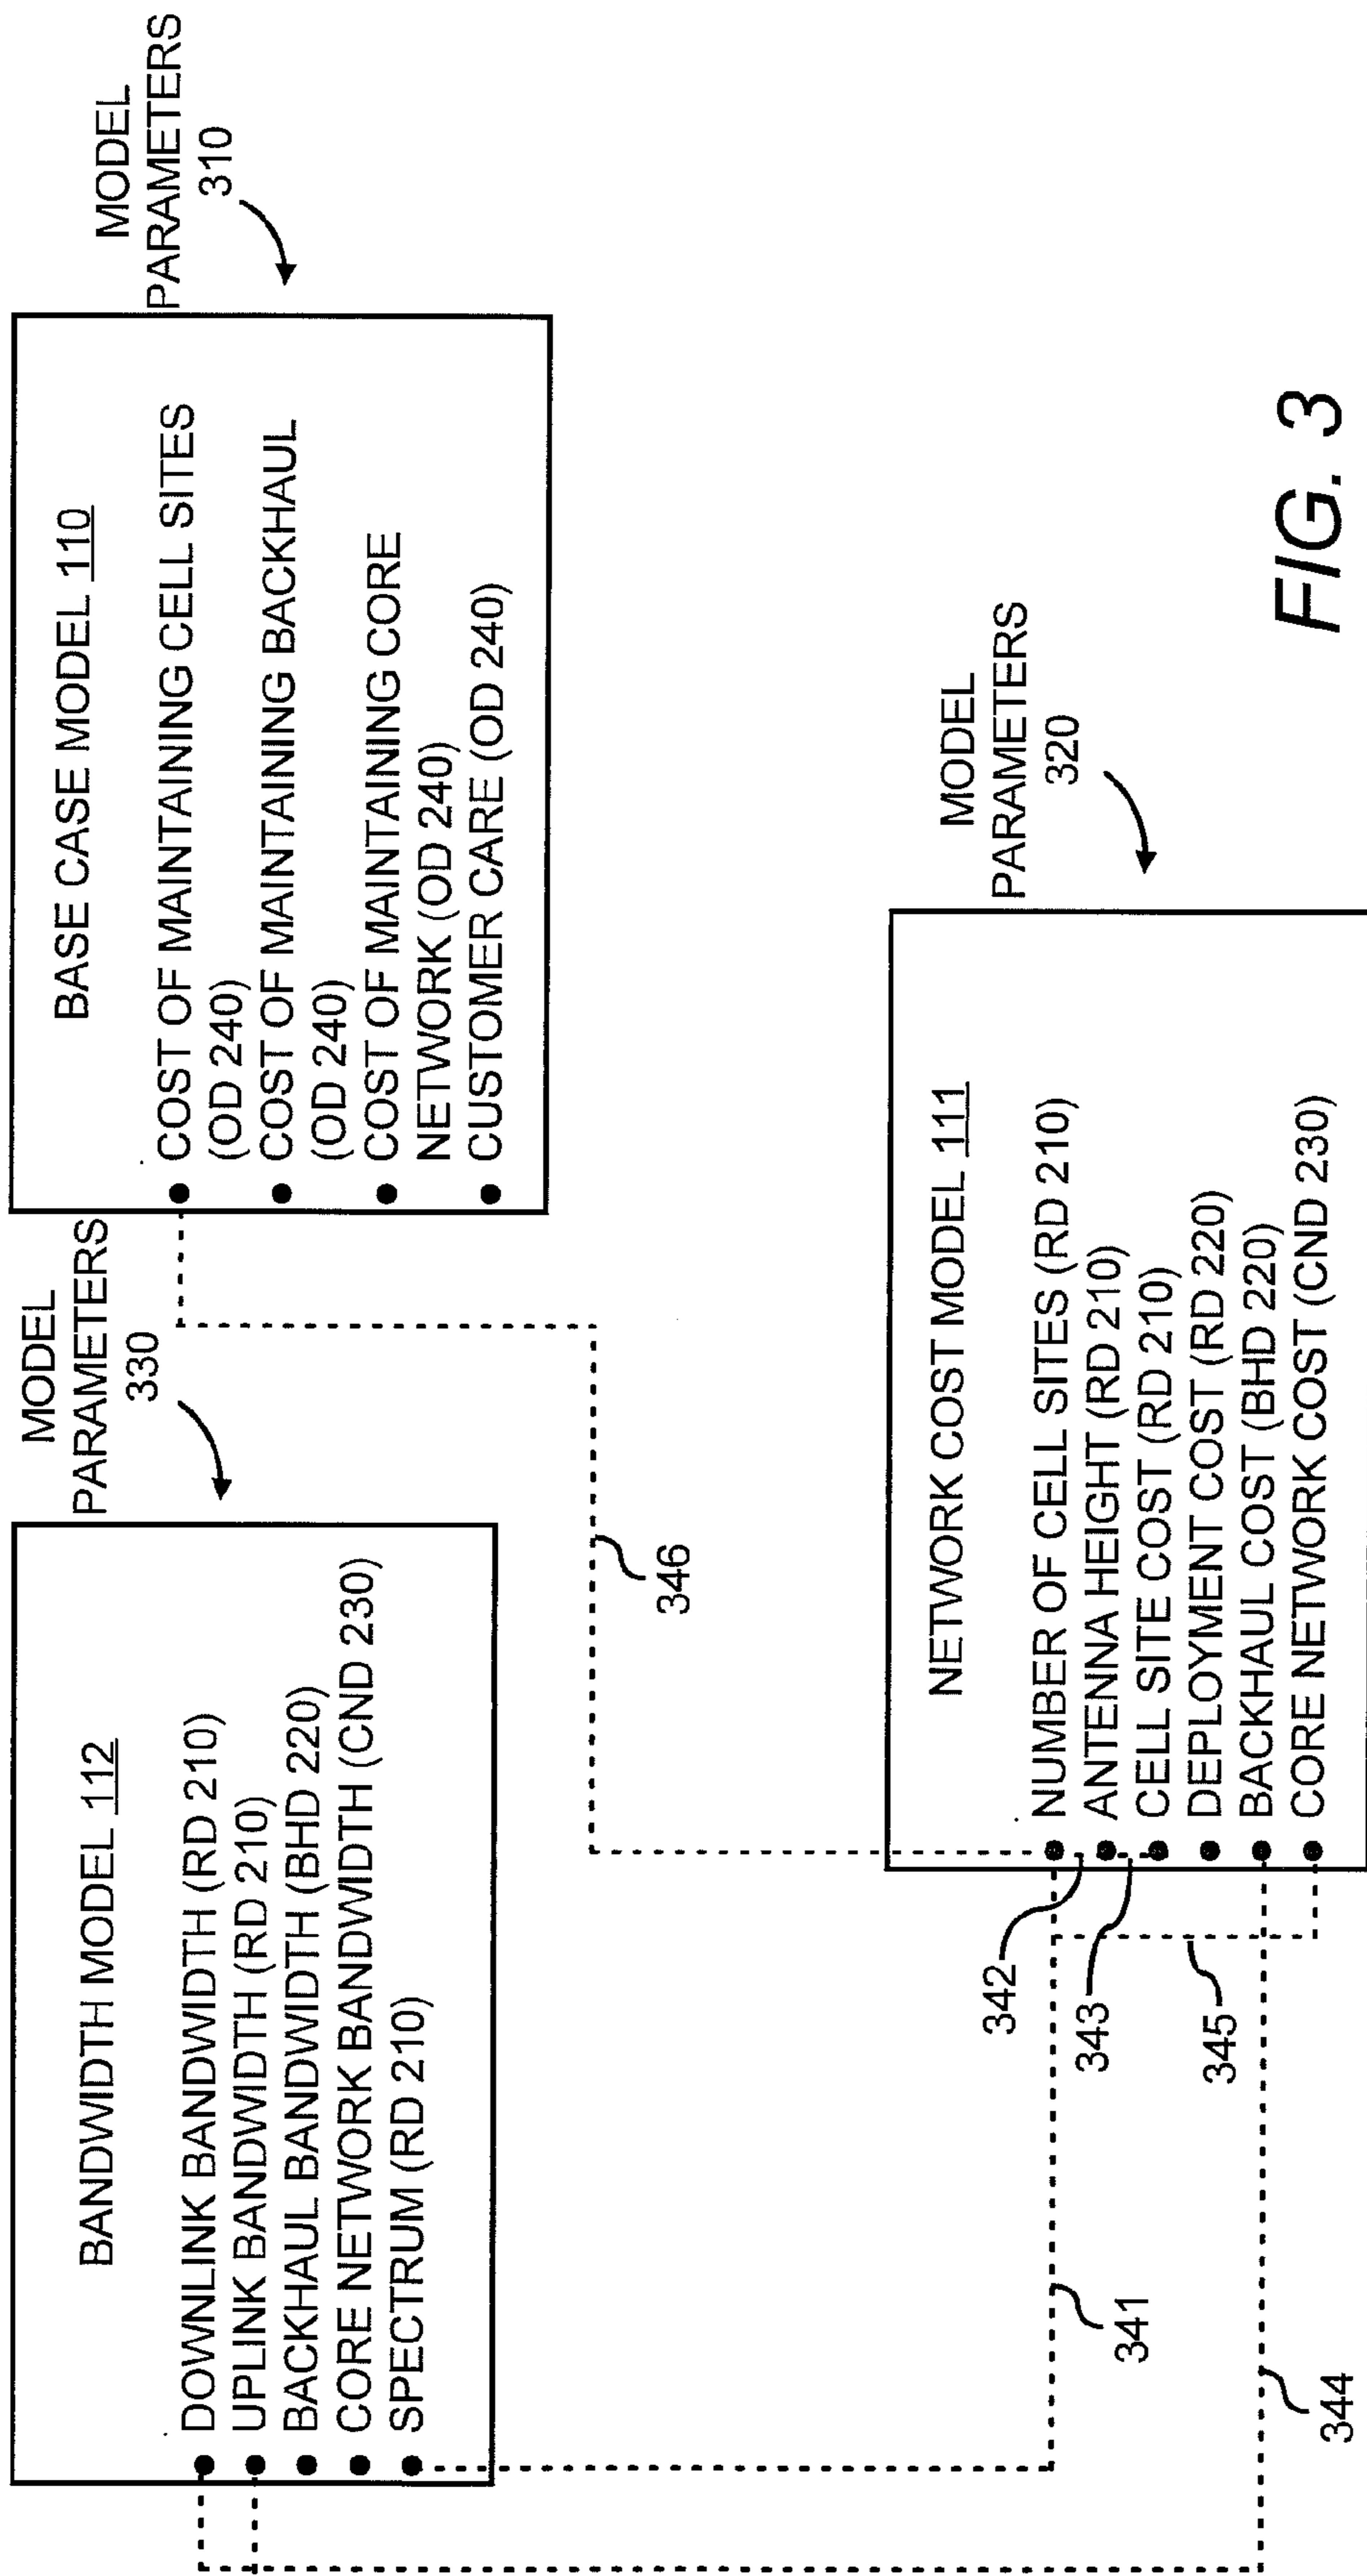 MODEL
PARAMETERS
330
BANDWIDTH MODEL 112
● DOWNLINK BANDWIDTH (RD 210)
● UPLINK BANDWIDTH (RD 210)
● BACKHAUL BANDWIDTH (BHD 220)
● CORE NETWORK BANDWIDTH (CND 230)
● SPECTRUM (RD 210)
MODEL
PARAMETERS
310
BASE CASE MODEL 110
● COST OF MAINTAINING CELL SITES
(OD 240)
● COST OF MAINTAINING BACKHAUL
(OD 240)
● COST OF MAINTAINING CORE
NETWORK (OD 240)
● CUSTOMER CARE (OD 240)
346
MODEL
PARAMETERS
320
NETWORK COST MODEL 111
● NUMBER OF CELL SITES (RD 210)
● ANTENNA HEIGHT (RD 210)
● CELL SITE COST (RD 210)
● DEPLOYMENT COST (RD 220)
● BACKHAUL COST (BHD 220)
● CORE NETWORK COST (CND 230)
342
343
345
341
344
FIG. 3